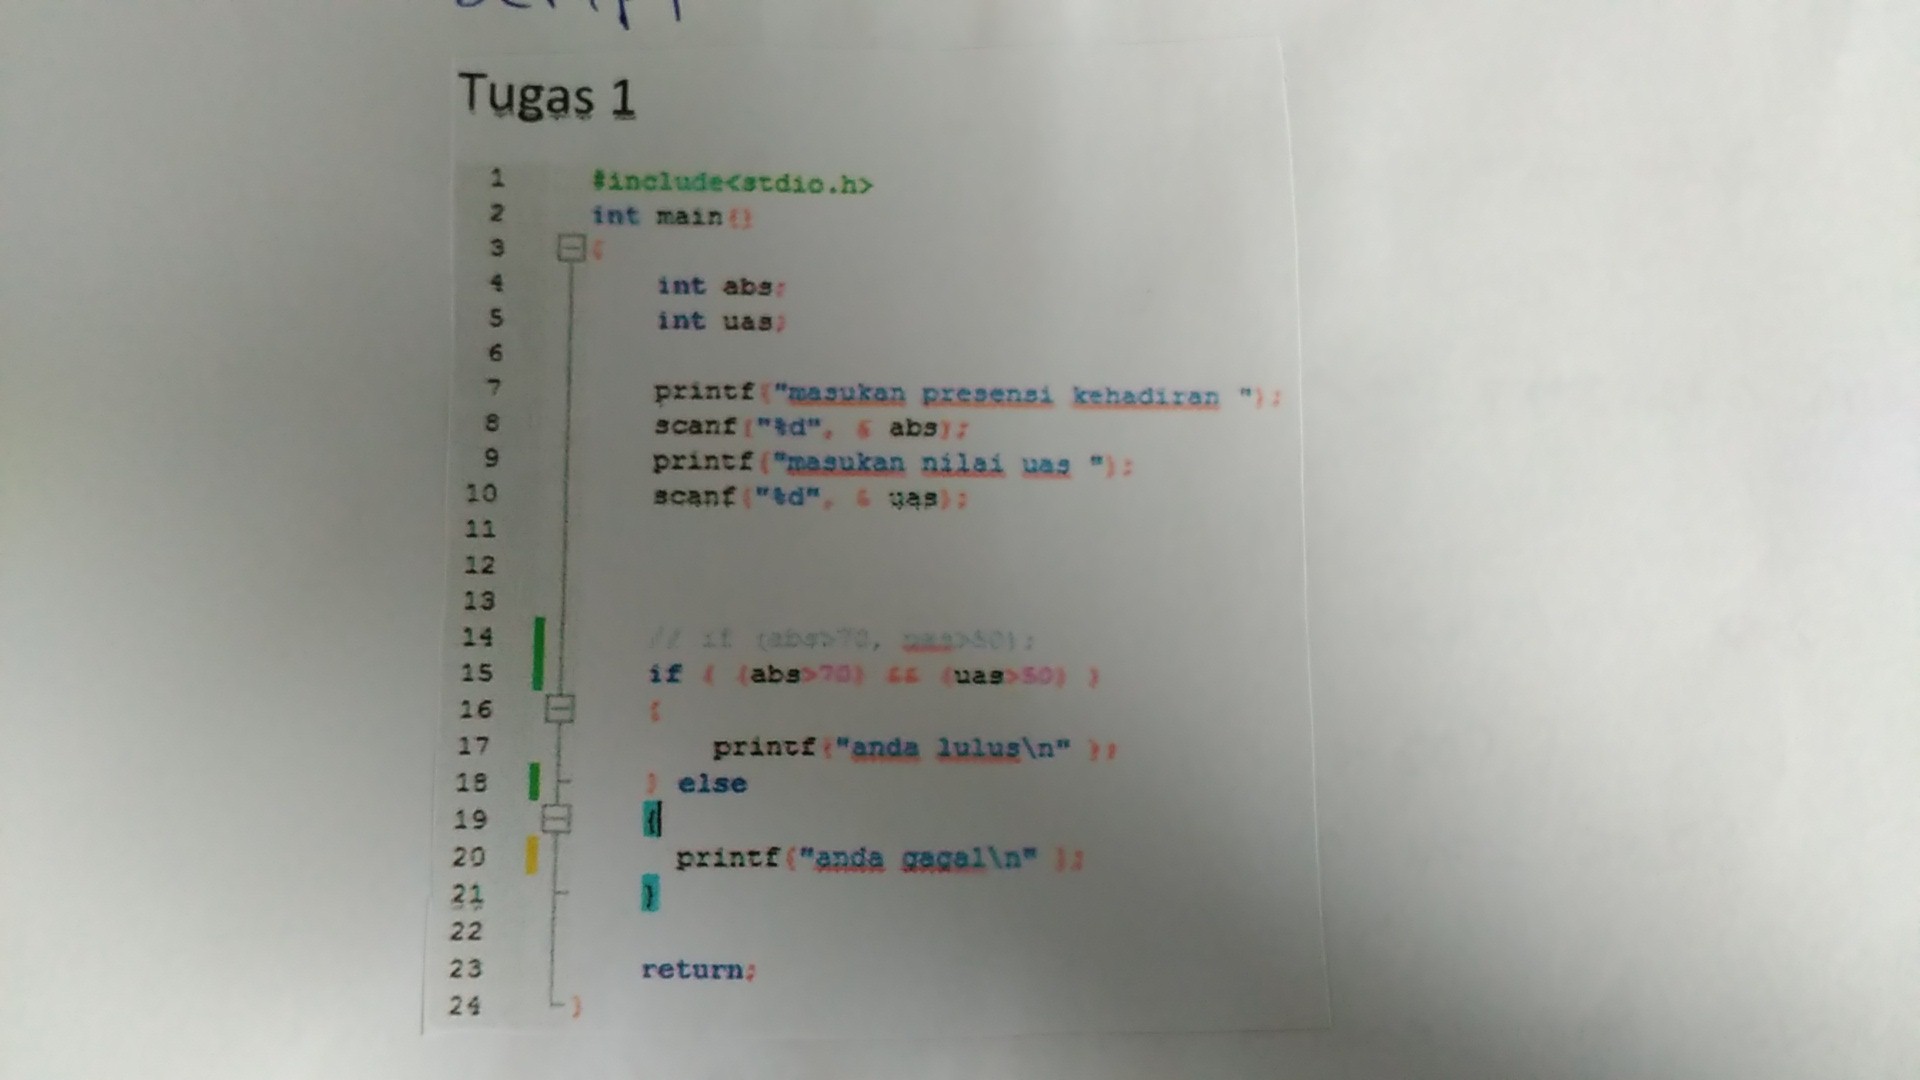 Script
Tugas 1
1 #include<stdio.h>
2 int main()
3 {
4 int abs;
5 int uas;
6
7 printf("masukan presensi kehadiran ");
8 scanf("%d", & abs);
9 printf("masukan nilai uas ");
10 scanf("%d", & uas);
11
12
13
14 // if (abs>70, uas>50);
15 if ( (abs>70) && (uas>50) )
16 {
17 printf("anda lulus\n" );
18 } else
19 {
20 printf("anda gagal\n" );
21 }
22
23 return;
24 }